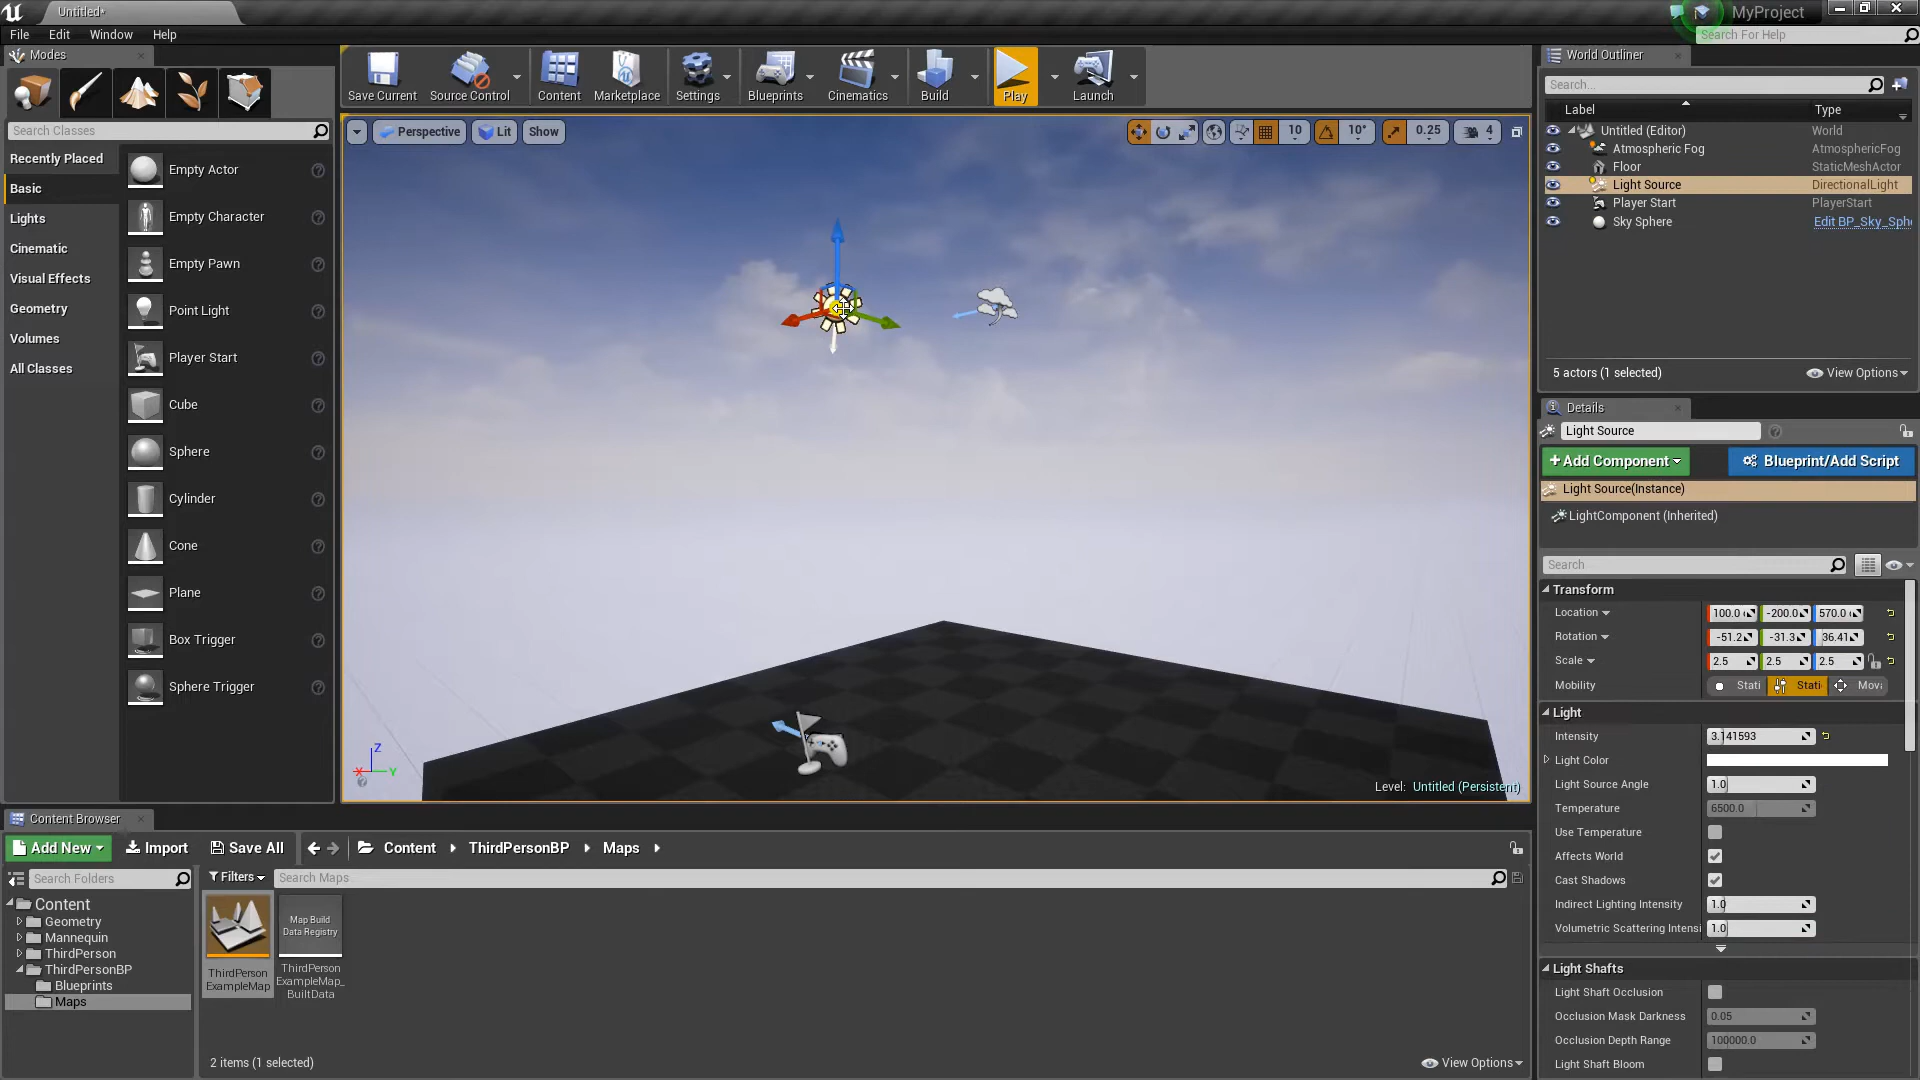 Untitled*
MyProject
File Edit Window Help
Search For Help
Modes
Search Classes
Recently Placed
Basic
Lights
Cinematic
Visual Effects
Geometry
Volumes
All Classes
Empty Actor
Empty Character
Empty Pawn
Point Light
Player Start
Cube
Sphere
Cylinder
Cone
Plane
Box Trigger
Sphere Trigger
Save Current
Source Control
Content
Marketplace
Settings
Blueprints
Cinematics
Build
Play
Launch
Perspective Lit Show
10 10° 0.25 4
Z
X Y
Level: Untitled (Persistent)
World Outliner
Search...
Label Type
Untitled (Editor) World
Atmospheric Fog AtmosphericFog
Floor StaticMeshActor
Light Source DirectionalLight
Player Start PlayerStart
Sky Sphere Edit BP_Sky_Sph
5 actors (1 selected) View Options
Details
Light Source
+Add Component Blueprint/Add Script
Light Source(Instance)
LightComponent (Inherited)
Search
Transform
Location 100.0 -200.0 570.0
Rotation -51.2 -31.3 36.41
Scale 2.5 2.5 2.5
Mobility Stati Stati Movi
Light
Intensity 3.141593
Light Color
Light Source Angle 1.0
Temperature 6500.0
Use Temperature
Affects World
Cast Shadows
Indirect Lighting Intensity 1.0
Volumetric Scattering Intensi 1.0
Light Shafts
Light Shaft Occlusion
Occlusion Mask Darkness 0.05
Occlusion Depth Range 100000.0
Light Shaft Bloom
Content Browser
Add New Import Save All Content ThirdPersonBP Maps
Search Folders
Filters Search Maps
Content
Geometry
Mannequin
ThirdPerson
ThirdPersonBP
Blueprints
Maps
ThirdPerson
ExampleMap
Map Build
Data Registry
ThirdPerson
ExampleMap_
BuiltData
2 items (1 selected) View Options